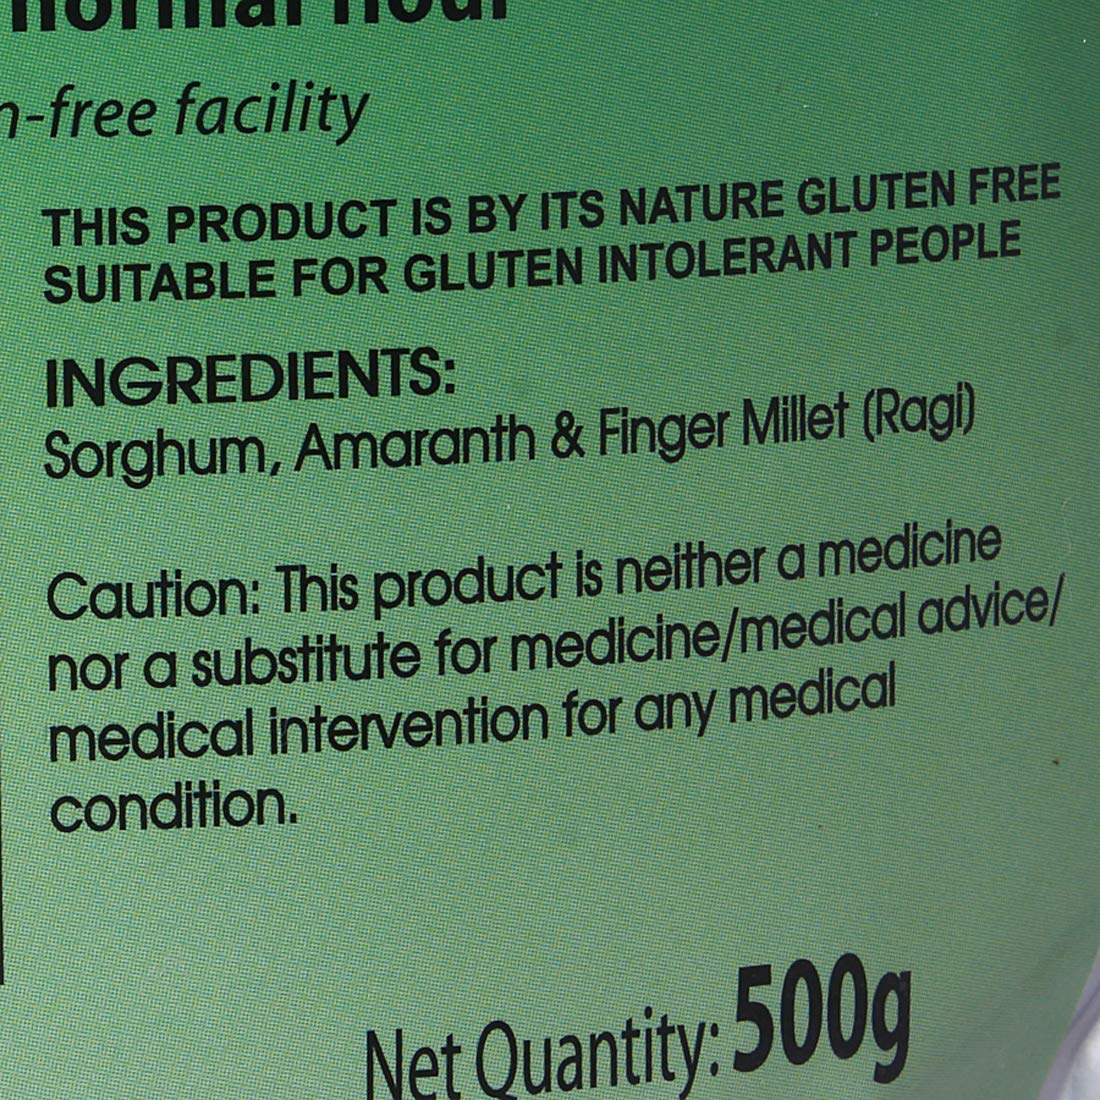 normal flour
n-free facility
THIS PRODUCT IS BY ITS NATURE GLUTEN FREE
SUITABLE FOR GLUTEN INTOLERANT PEOPLE
INGREDIENTS:
Sorghum, Amaranth & Finger Millet (Ragi)
Caution: This product is neither a medicine
nor a substitute for medicine/medical advice/
medical intervention for any medical
condition.
Net Quantity: 500g